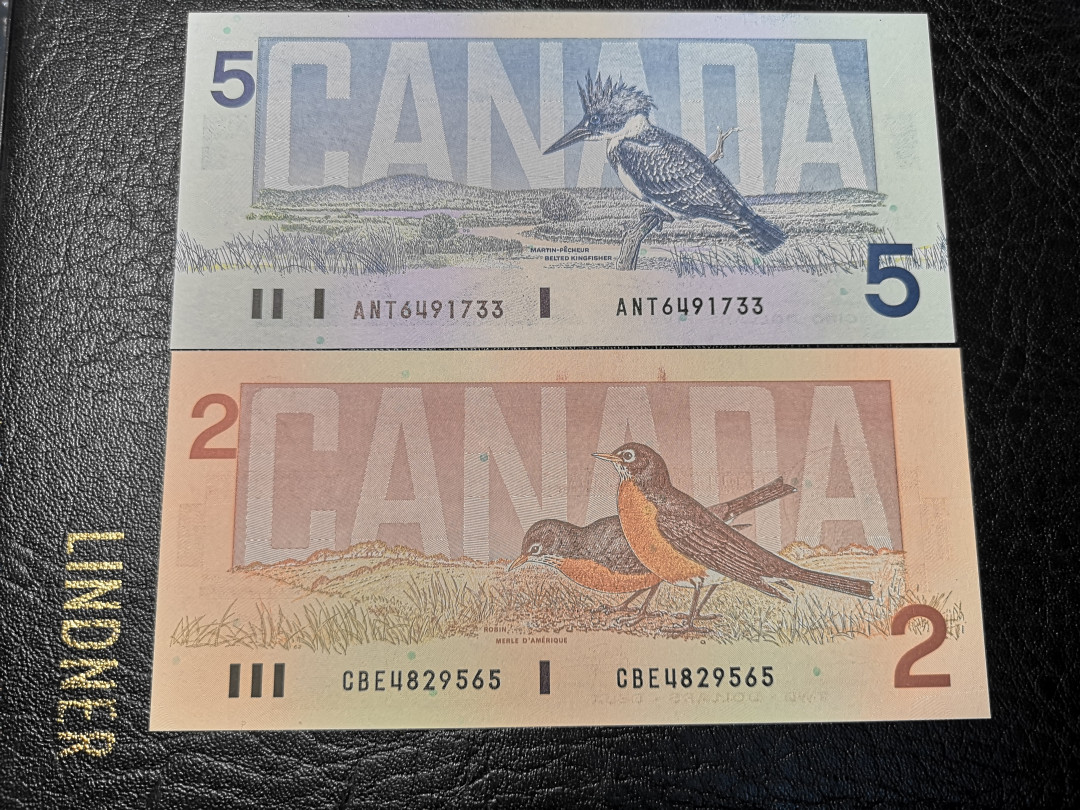 5
CANADA
MARTIN-PÊCHEUR
BELTED KINGFISHER
5
ANT6491733
ANT6491733
2
CANADA
ROBIN
MERLE D'AMÉRIQUE
2
CBE4829565
CBE4829565
LINDNER